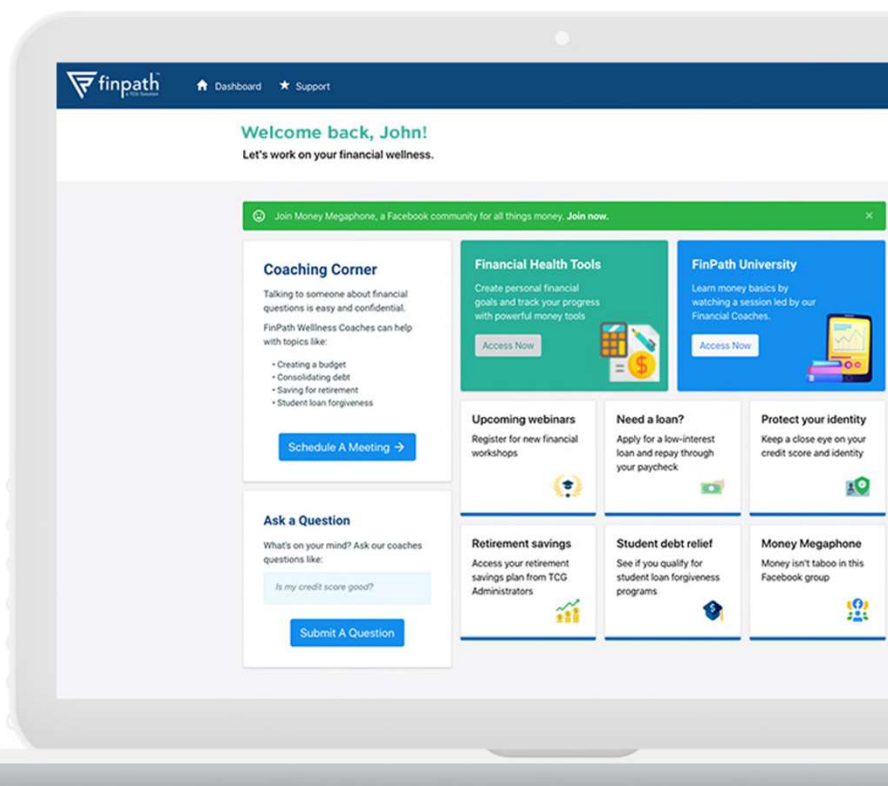 finpath
a TCG Solution
Dashboard
Support
Welcome back, John!
Let's work on your financial wellness.
Join Money Megaphone, a Facebook community for all things money. Join now.
Coaching Corner
Talking to someone about financial
questions is easy and confidential.
FinPath Wellness Coaches can help
with topics like:
• Creating a budget
• Consolidating debt
• Saving for retirement
• Student loan forgiveness
Schedule A Meeting →
Ask a Question
What's on your mind? Ask our coaches
questions like:
Is my credit score good?
Submit A Question
Financial Health Tools
Create personal financial
goals and track your progress
with powerful money tools
Access Now
FinPath University
Learn money basics by
watching a session led by our
Financial Coaches.
Access Now
Upcoming webinars
Register for new financial
workshops
Need a loan?
Apply for a low-interest
loan and repay through
your paycheck
Protect your identity
Keep a close eye on your
credit score and identity
Retirement savings
Access your retirement
savings plan from TCG
Administrators
Student debt relief
See if you qualify for
student loan forgiveness
programs
Money Megaphone
Money isn't taboo in this
Facebook group